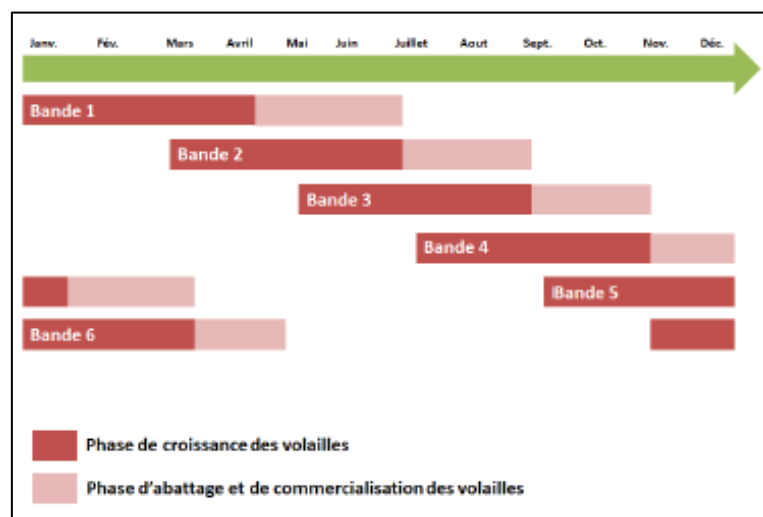 Janv. Fév. Mars Avril Mai Juin Juillet Aout Sept. Oct. Nov. Déc.
Bande 1
Bande 2
Bande 3
Bande 4
Bande 5
Bande 6
Phase de croissance des volailles
Phase d'abattage et de commercialisation des volailles